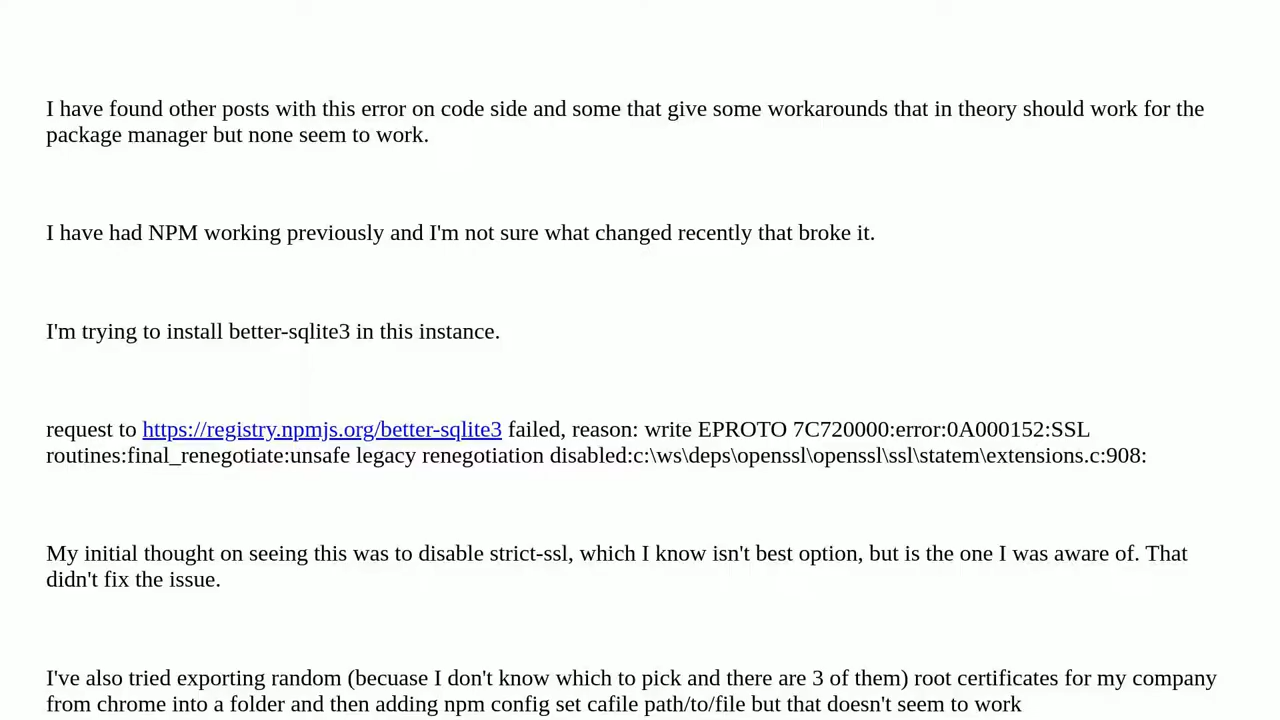 I have found other posts with this error on code side and some that give some workarounds that in theory should work for the
package manager but none seem to work.
I have had NPM working previously and I'm not sure what changed recently that broke it.
I'm trying to install better-sqlite3 in this instance.
request to https://registry.npmjs.org/better-sqlite3 failed, reason: write EPROTO 7C720000:error:0A000152:SSL
routines:final_renegotiate:unsafe legacy renegotiation disabled:c:\ws\deps\openssl\openssl\ssl\statem\extensions.c:908:
My initial thought on seeing this was to disable strict-ssl, which I know isn't best option, but is the one I was aware of. That
didn't fix the issue.
I've also tried exporting random (becuase I don't know which to pick and there are 3 of them) root certificates for my company
from chrome into a folder and then adding npm config set cafile path/to/file but that doesn't seem to work